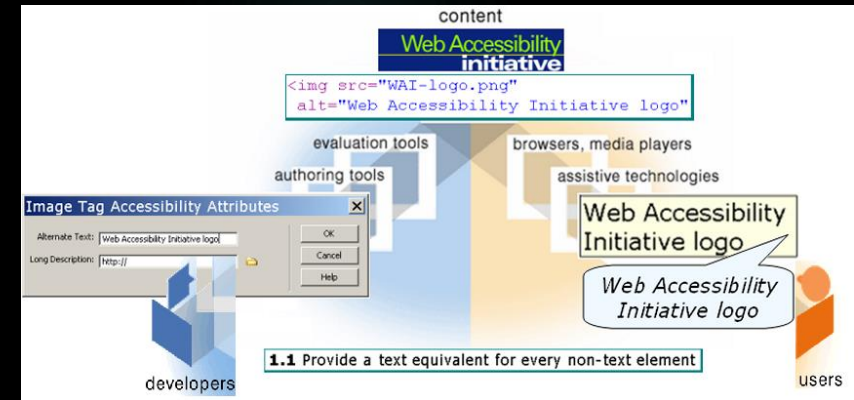 content
Web Accessibility
initiative
<img src="WAI-logo.png"
alt="Web Accessibility Initiative logo"
evaluation tools
browsers, media players
authoring tools
assistive technologies
Image Tag Accessibility Attributes
Alternate Text: Web Accessibility Initiative logo
OK
Long Description: http://
Cancel
Help
Web Accessibility
Initiative logo
Web Accessibility
Initiative logo
1.1 Provide a text equivalent for every non-text element
developers
users